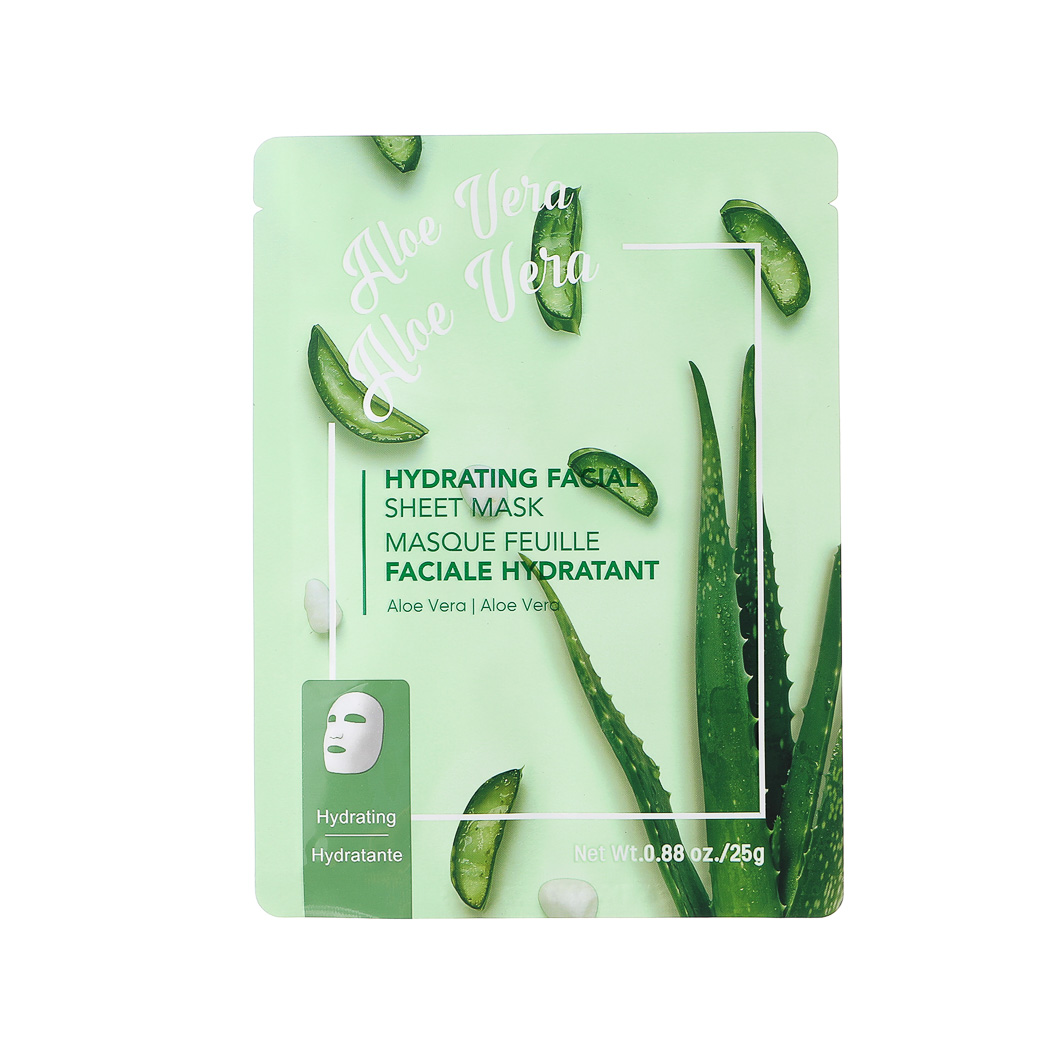 Aloe Vera
Aloe Vera
HYDRATING FACIAL
SHEET MASK
MASQUE FEUILLE
FACIALE HYDRATANT
Aloe Vera | Aloe Vera
Hydrating
Hydratante
Net Wt.0.88 oz./25g